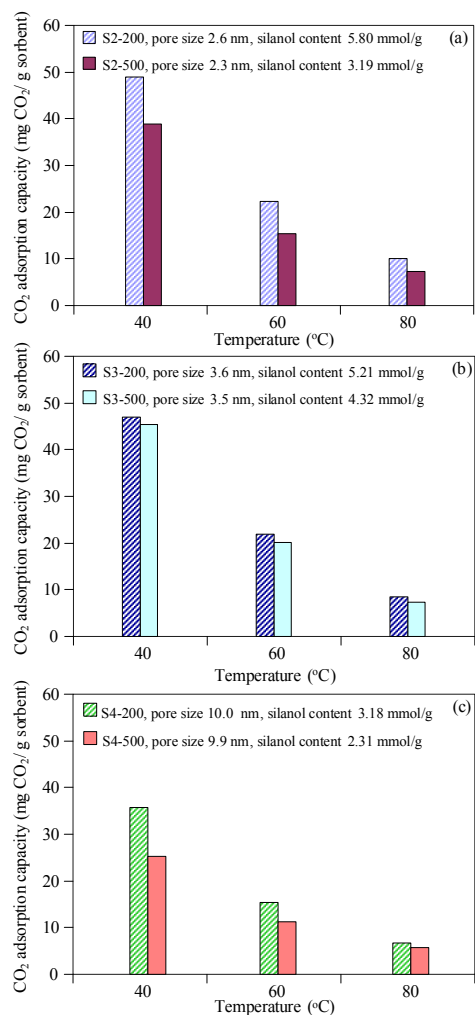 60
S2-200, pore size 2.6 nm, silanol content 5.80 mmol/g
(a)
S2-500, pore size 2.3 nm, silanol content 3.19 mmol/g
50
40
30
20
10
0
CO₂ adsorption capacity (mg CO₂/ g sorbent)
40
60
80
Temperature (°C)
60
S3-200, pore size 3.6 nm, silanol content 5.21 mmol/g
(b)
S3-500, pore size 3.5 nm, silanol content 4.32 mmol/g
50
40
30
20
10
0
CO₂ adsorption capacity (mg CO₂/ g sorbent)
40
60
80
Temperature (°C)
60
S4-200, pore size 10.0 nm, silanol content 3.18 mmol/g
(c)
S4-500, pore size 9.9 nm, silanol content 2.31 mmol/g
50
40
30
20
10
0
CO₂ adsorption capacity (mg CO₂/ g sorbent)
40
60
80
Temperature (°C)